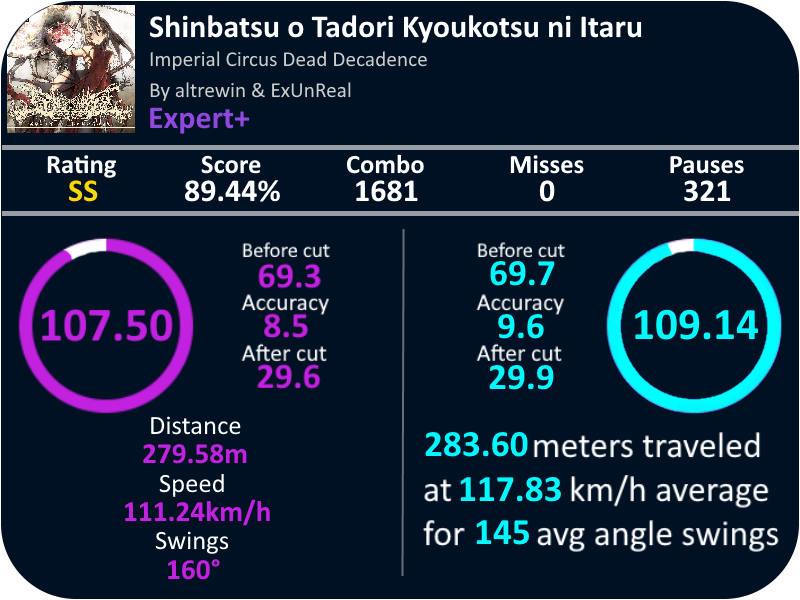 Shinbatsu o Tadori Kyoukotsu ni Itaru
Imperial Circus Dead Decadence
By altrewin & ExUnReal
Expert+
Rating Score Combo Misses Pauses
SS 89.44% 1681 0 321
107.50
Before cut
69.3
Accuracy
8.5
After cut
29.6
Distance
279.58m
Speed
111.24km/h
Swings
160°
Before cut
69.7
Accuracy
9.6
After cut
29.9
109.14
283.60 meters traveled
at 117.83 km/h average
for 145 avg angle swings